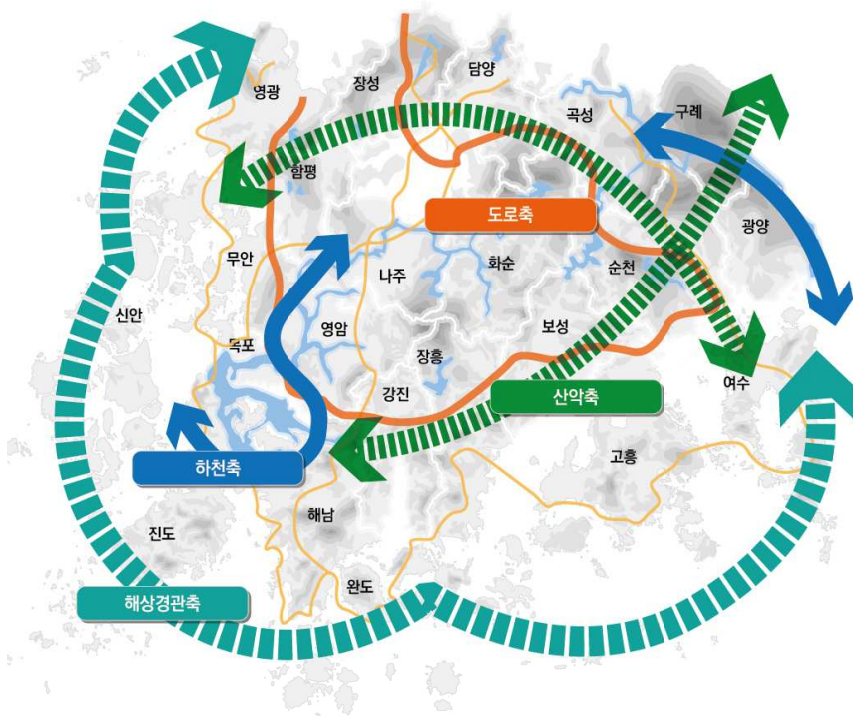 담양
장성
영광
구례
곡성
함평
도로축
광양
무안
화순
순천
나주
신안
영암
보성
목포
장흥
여수
강진
산악축
고흥
하천축
해남
진도
완도
해상경관축